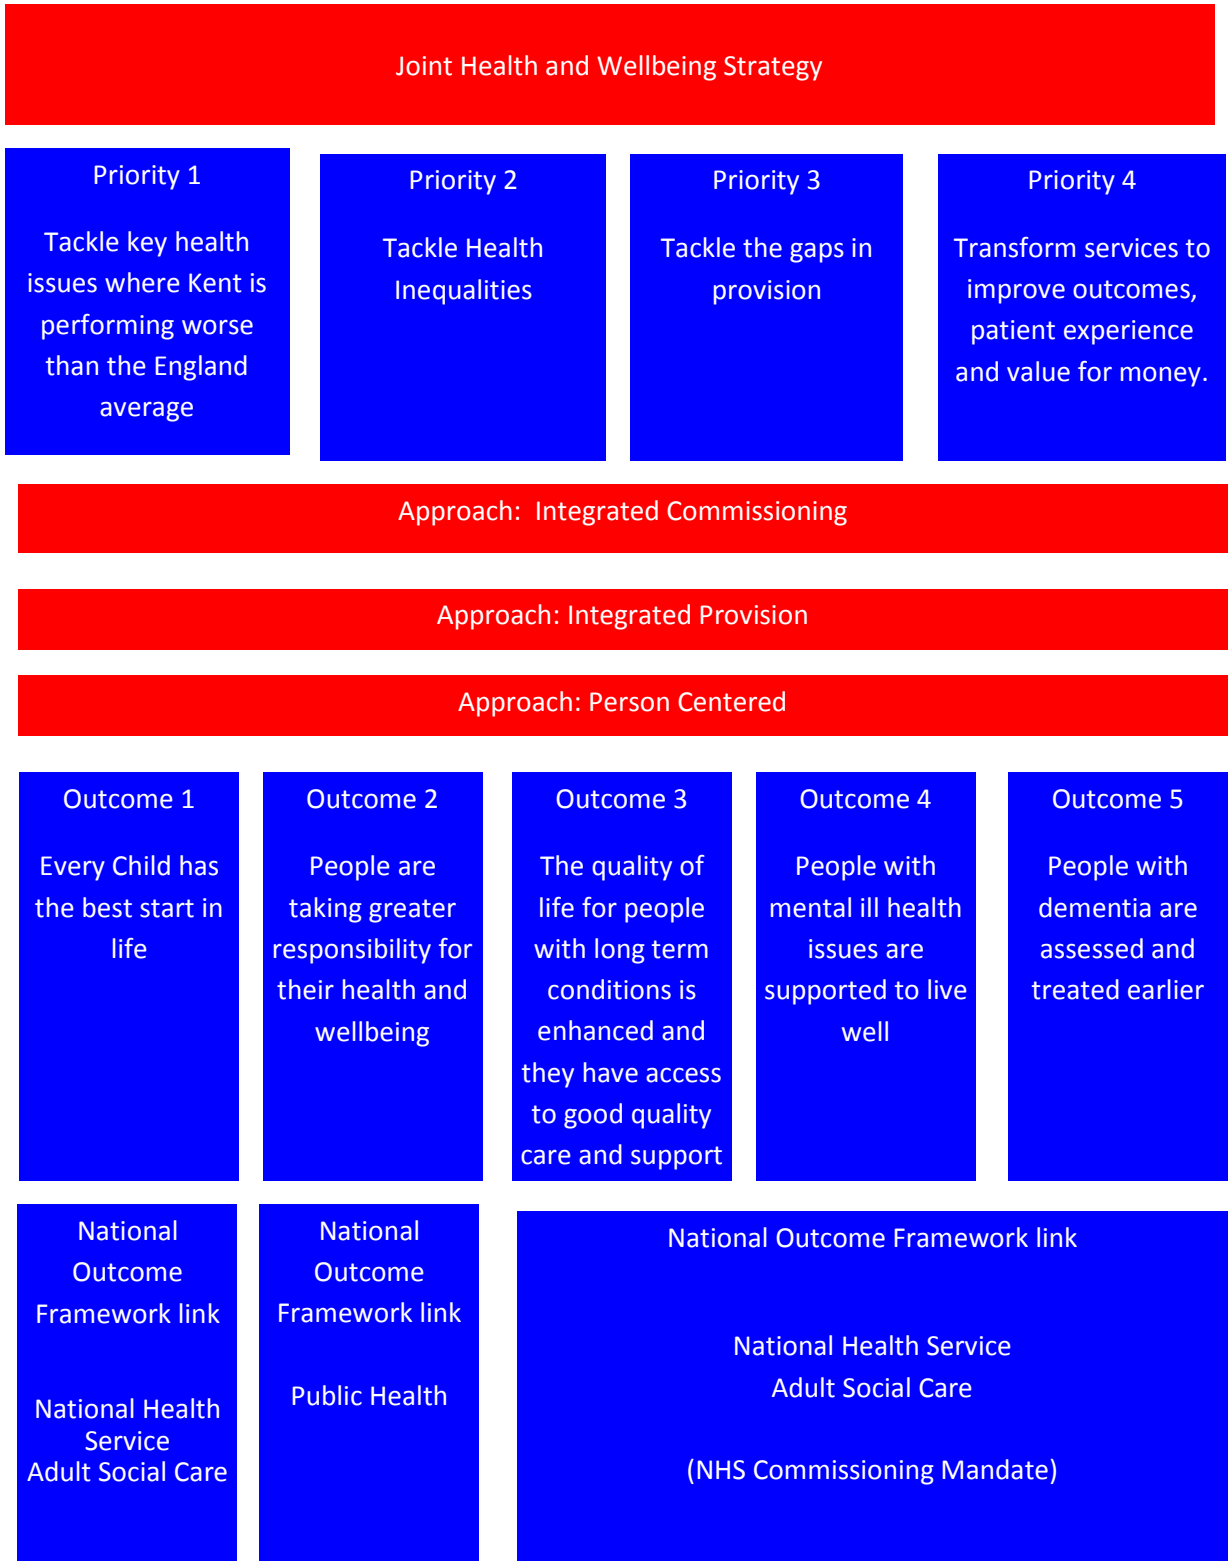 Joint Health and Wellbeing Strategy
Priority 1
Tackle key health
issues where Kent is
performing worse
than the England
average
Priority 2
Tackle Health
Inequalities
Priority 3
Tackle the gaps in
provision
Priority 4
Transform services to
improve outcomes,
patient experience
and value for money.
Approach:  Integrated Commissioning
Approach: Integrated Provision
Approach: Person Centered
Outcome 1
Every Child has
the best start in
life
Outcome 2
People are
taking greater
responsibility for
their health and
wellbeing
Outcome 3
The quality of
life for people
with long term
conditions is
enhanced and
they have access
to good quality
care and support
Outcome 4
People with
mental ill health
issues are
supported to live
well
Outcome 5
People with
dementia are
assessed and
treated earlier
National
Outcome
Framework link
National Health
Service
Adult Social Care
National
Outcome
Framework link
Public Health
National Outcome Framework link
National Health Service
Adult Social Care
(NHS Commissioning Mandate)